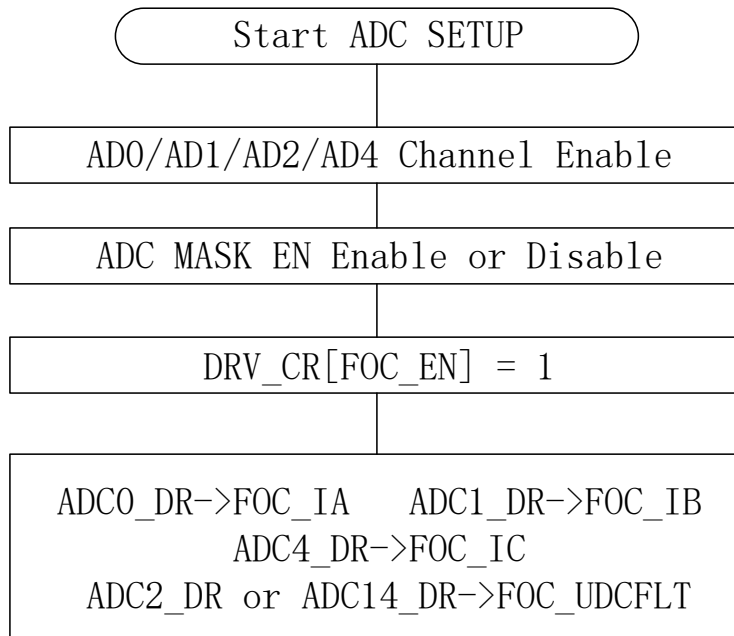 Start ADC SETUP
AD0/AD1/AD2/AD4 Channel Enable
ADC MASK EN Enable or Disable
DRV_CR[FOC_EN] = 1
ADC0_DR->FOC_IA ADC1_DR->FOC_IB
ADC4_DR->FOC_IC
ADC2_DR or ADC14_DR->FOC_UDCFLT